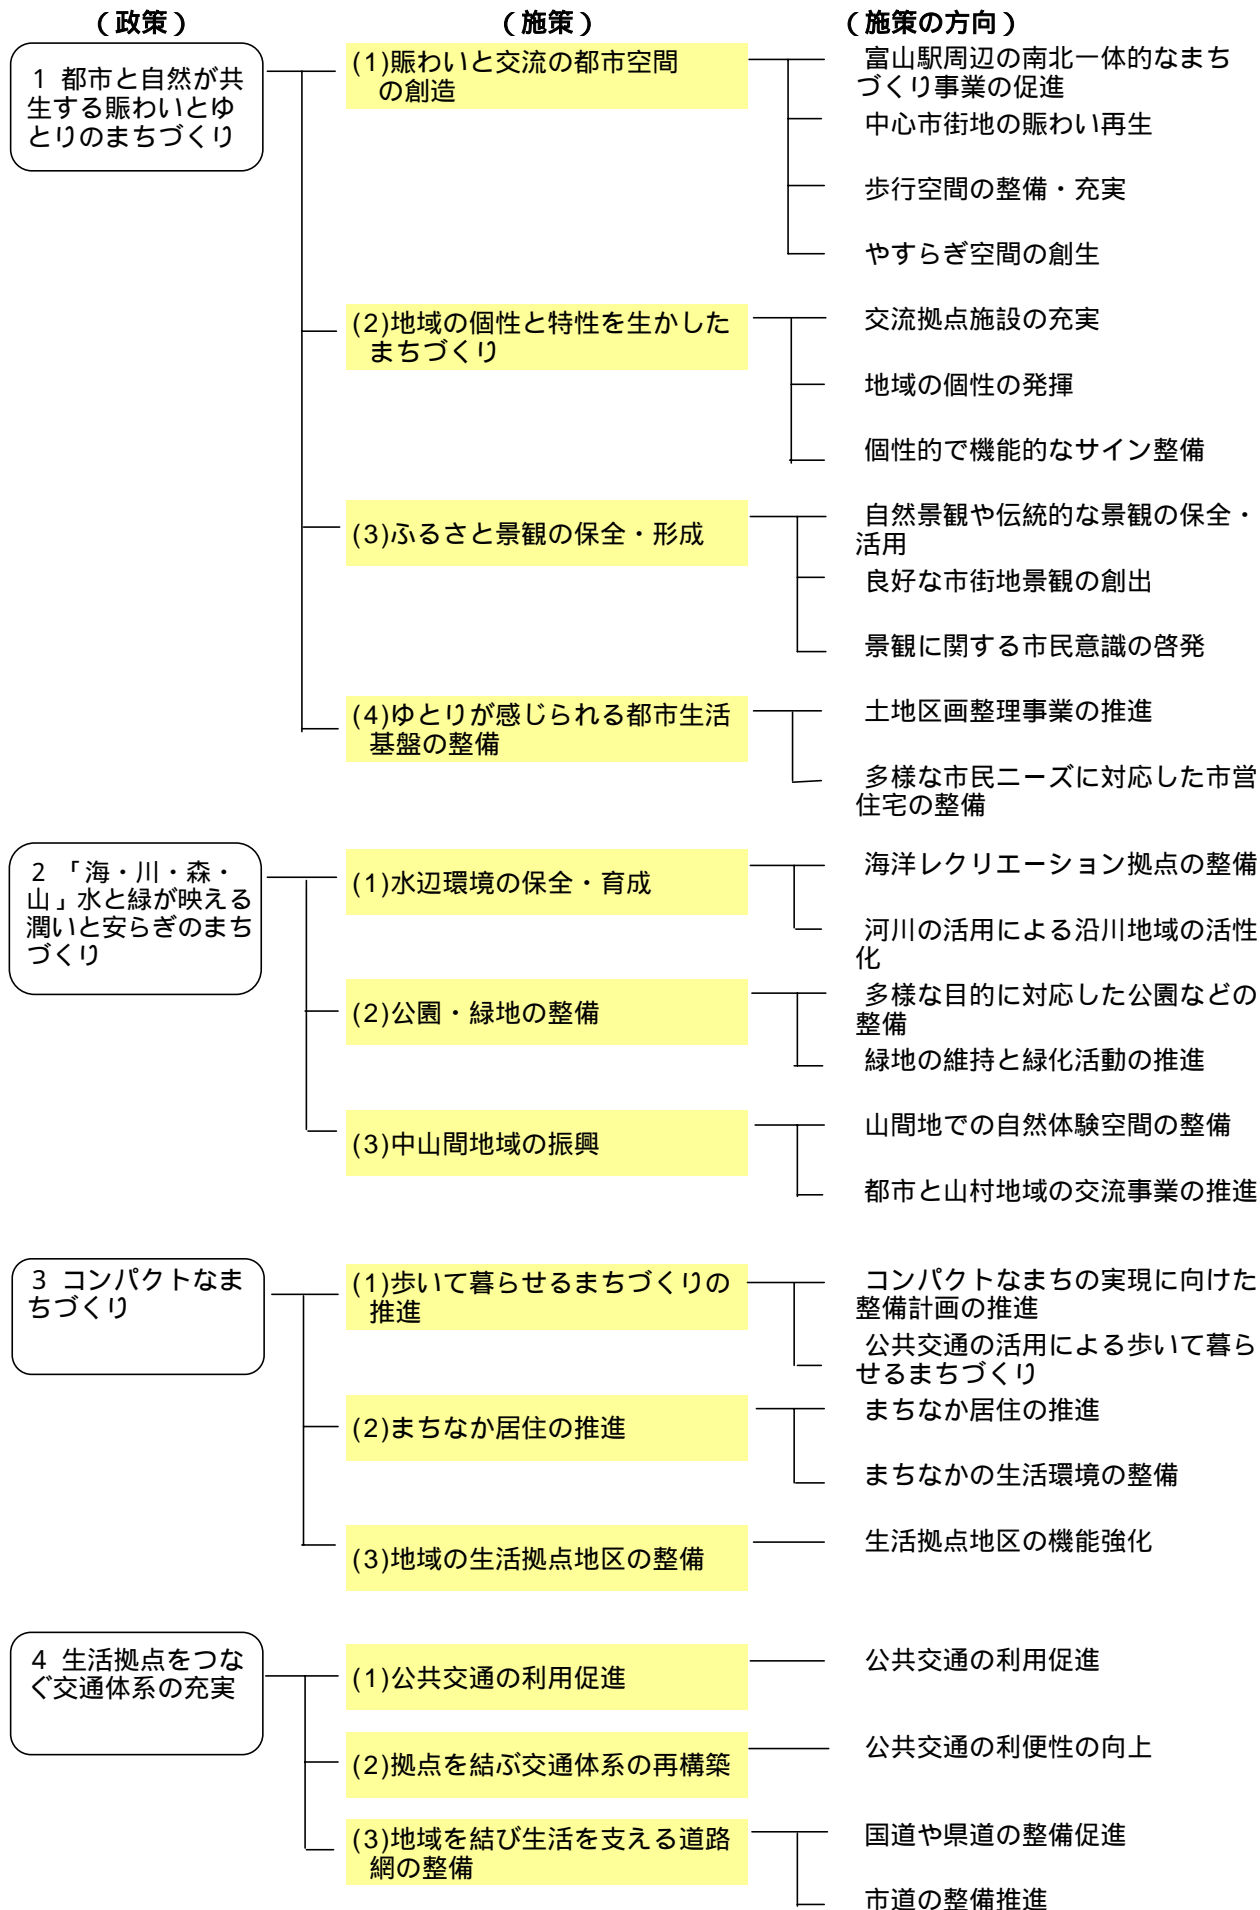 （政策）
（施策）
（施策の方向）
1 都市と自然が共
生する賑わいとゆ
とりのまちづくり
(1)賑わいと交流の都市空間
の創造
富山駅周辺の南北一体的なまち
づくり事業の促進
中心市街地の賑わい再生
歩行空間の整備・充実
やすらぎ空間の創生
(2)地域の個性と特性を生かした
まちづくり
交流拠点施設の充実
地域の個性の発揮
個性的で機能的なサイン整備
(3)ふるさと景観の保全・形成
自然景観や伝統的な景観の保全・
活用
良好な市街地景観の創出
景観に関する市民意識の啓発
(4)ゆとりが感じられる都市生活
基盤の整備
土地区画整理事業の推進
多様な市民ニーズに対応した市営
住宅の整備
2 「海・川・森・
山」水と緑が映える
潤いと安らぎのまち
づくり
(1)水辺環境の保全・育成
海洋レクリエーション拠点の整備
河川の活用による沿川地域の活性
化
(2)公園・緑地の整備
多様な目的に対応した公園などの
整備
緑地の維持と緑化活動の推進
(3)中山間地域の振興
山間地での自然体験空間の整備
都市と山村地域の交流事業の推進
3 コンパクトなま
ちづくり
(1)歩いて暮らせるまちづくりの
推進
コンパクトなまちの実現に向けた
整備計画の推進
公共交通の活用による歩いて暮ら
せるまちづくり
(2)まちなか居住の推進
まちなか居住の推進
まちなかの生活環境の整備
(3)地域の生活拠点地区の整備
生活拠点地区の機能強化
4 生活拠点をつな
ぐ交通体系の充実
(1)公共交通の利用促進
公共交通の利用促進
(2)拠点を結ぶ交通体系の再構築
公共交通の利便性の向上
(3)地域を結び生活を支える道路
網の整備
国道や県道の整備促進
市道の整備推進